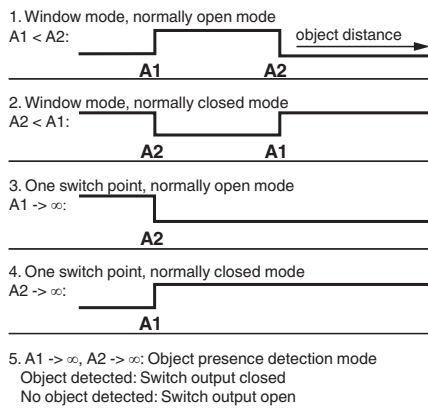 1. Window mode, normally open mode
A1 < A2:
object distance
A1 A2
2. Window mode, normally closed mode
A2 < A1:
A2 A1
3. One switch point, normally open mode
A1 -> ∞:
A2
4. One switch point, normally closed mode
A2 -> ∞:
A1
5. A1 -> ∞, A2 -> ∞: Object presence detection mode
Object detected: Switch output closed
No object detected: Switch output open